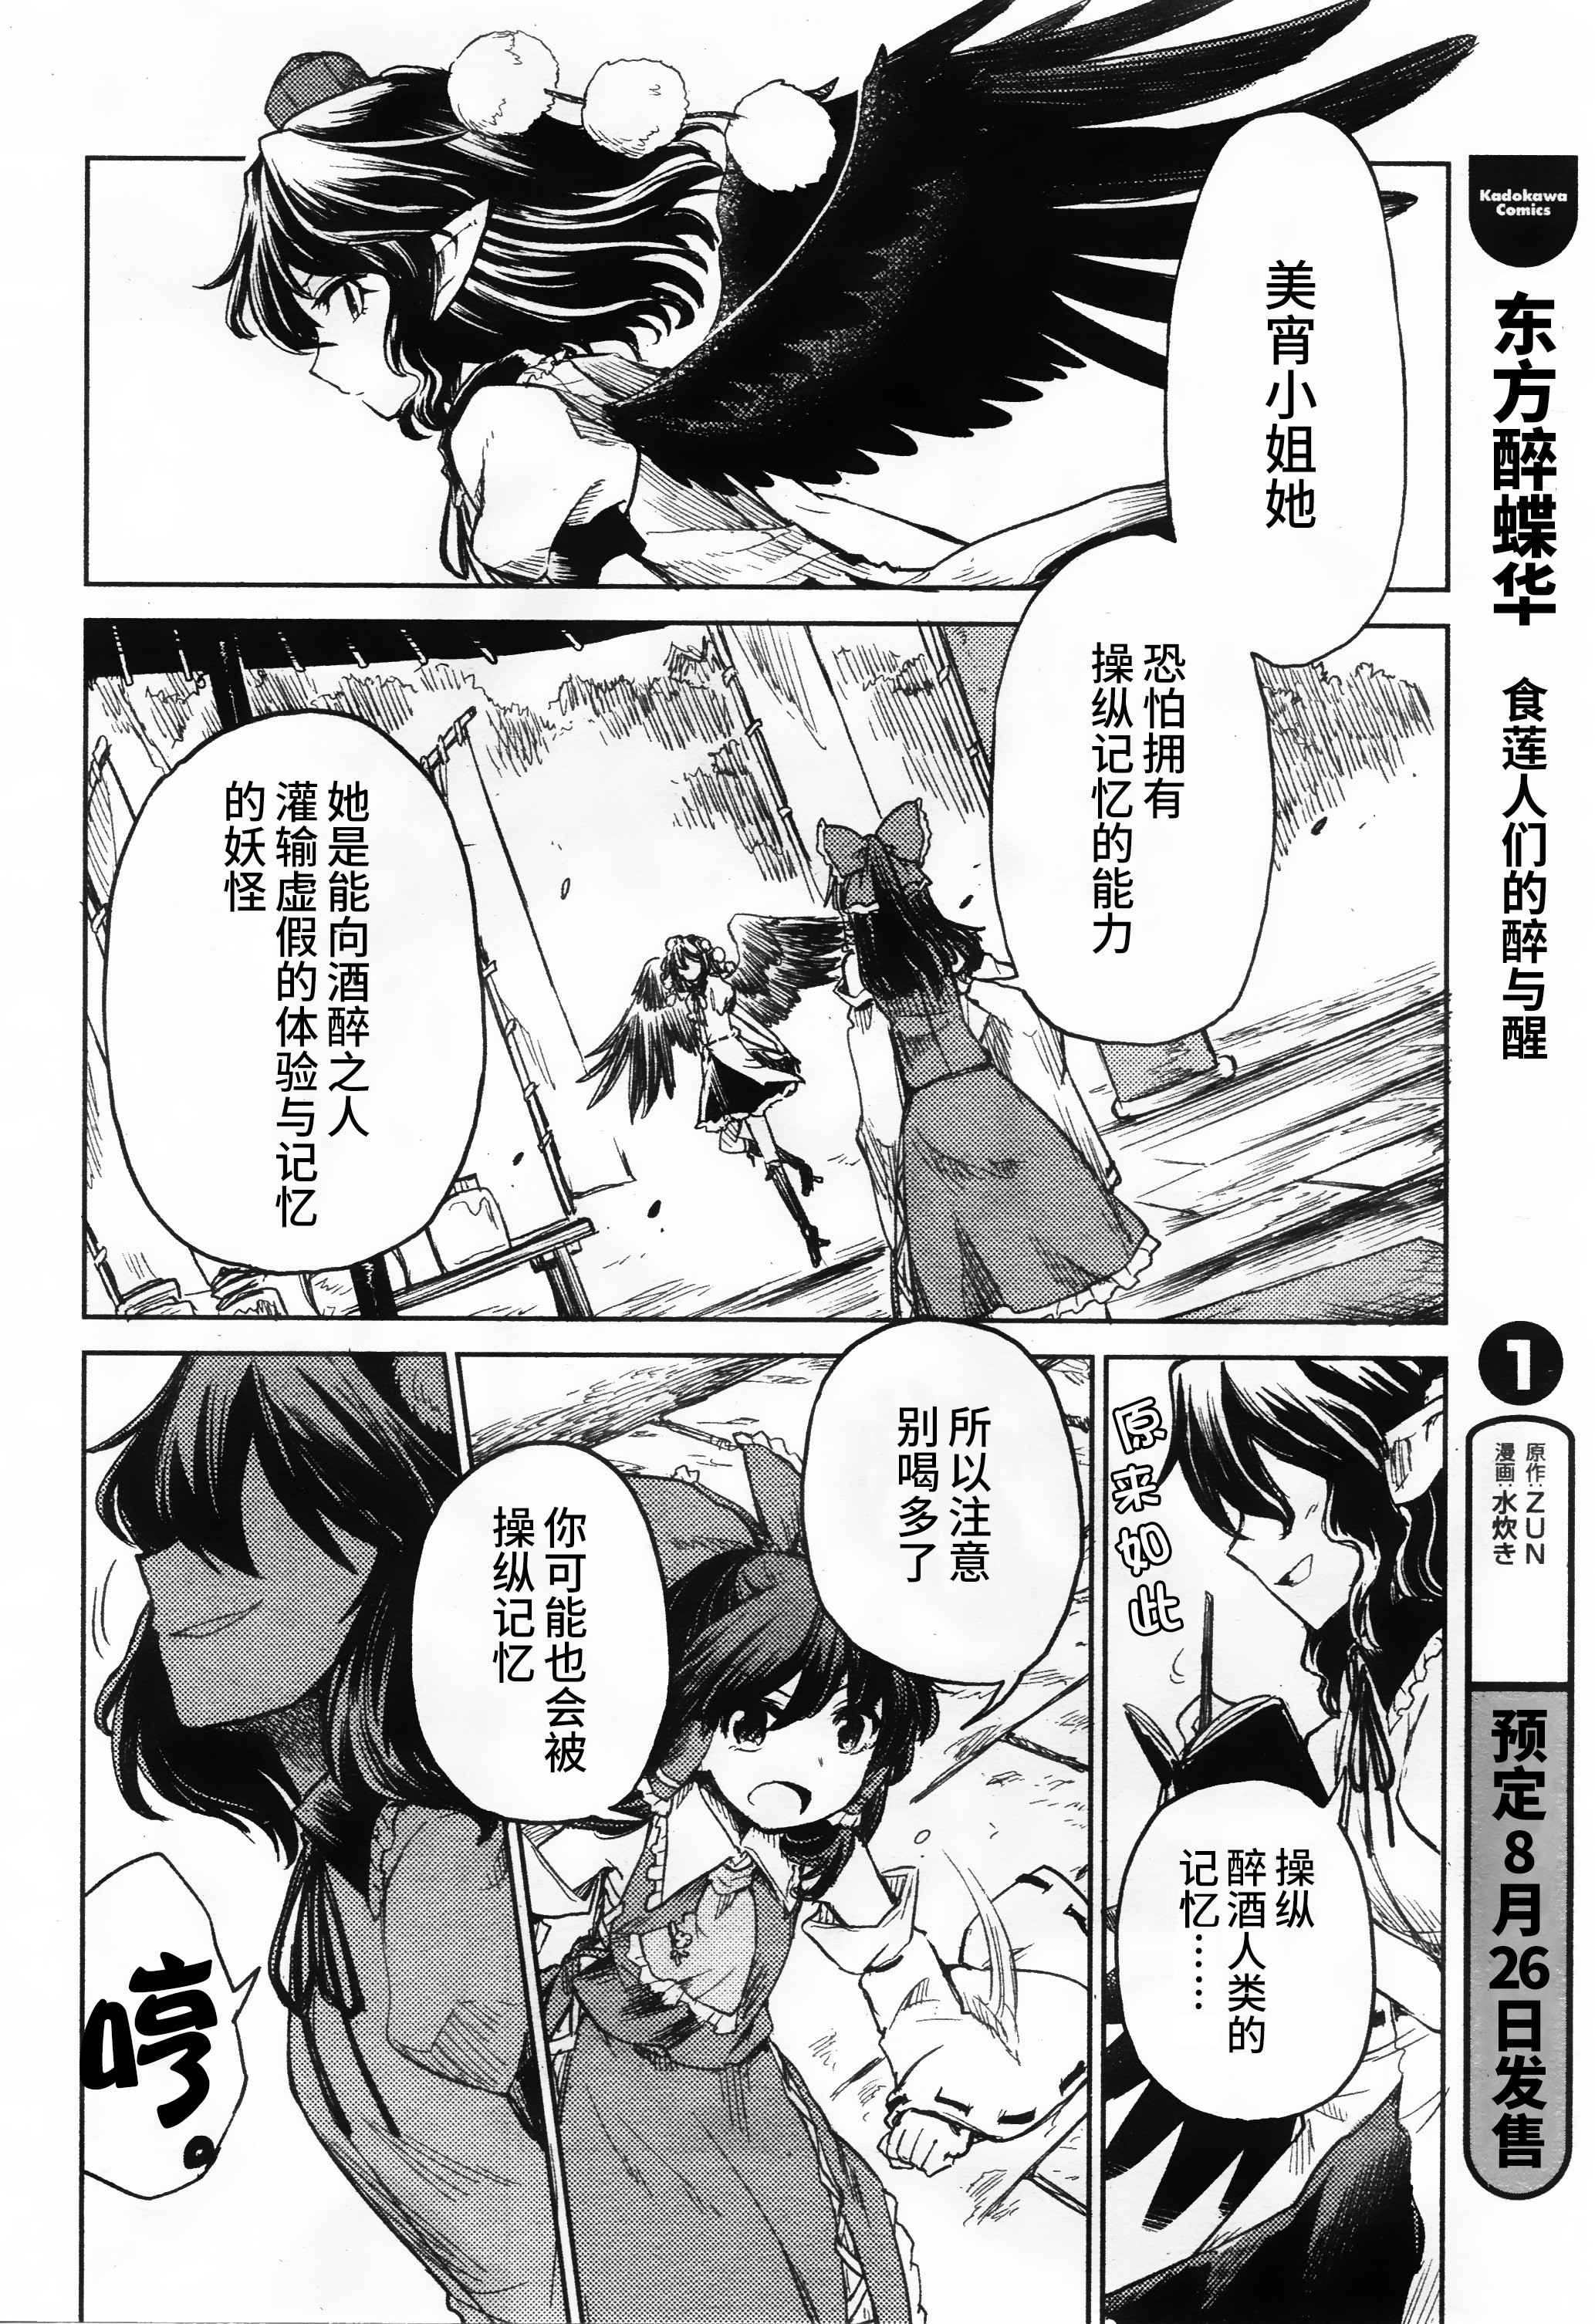 美宵小姐她
恐怕拥有
操纵记忆的能力
她是能向酒醉之人
灌输虚假的体验与记忆
的妖怪
原来如此
操纵
醉酒人类的
记忆……
所以注意
别喝多了
你可能也会被
操纵记忆
哼。
Kadokawa
Comics
东方醉蝶华
食莲人们的醉与醒
1
原作:ZUN
漫画:水炊き
预定8月26日发售